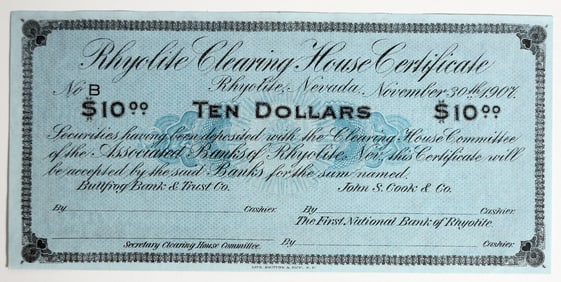 Rhyolite Clearing House Certificate
No B Rhyolite, Nevada, November 30th, 1907.
$10.00 TEN DOLLARS $10.00
Securities having been deposited with the Clearing House Committee
of the Associated Banks of Rhyolite, Nev., this Certificate will
be accepted by the said Banks for the sum named.
Bullfrog Bank & Trust Co. John S. Cook & Co.
By Cashier. By Cashier.
The First National Bank of Rhyolite
Secretary Clearing House Committee. By Cashier.